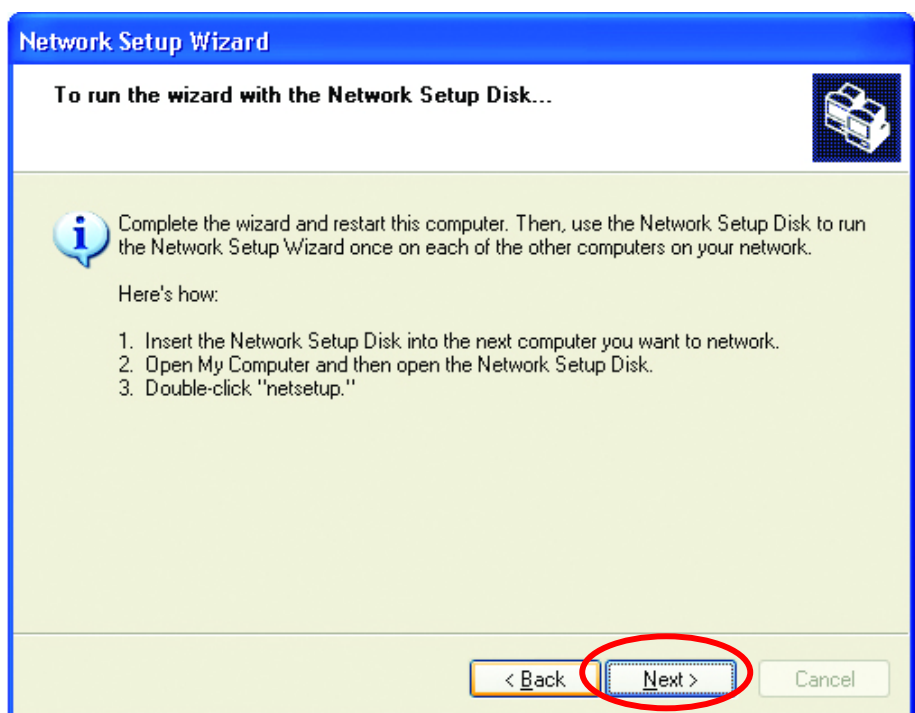 Network Setup Wizard
To run the wizard with the Network Setup Disk...
Complete the wizard and restart this computer. Then, use the Network Setup Disk to run
the Network Setup Wizard once on each of the other computers on your network.
Here's how:
1. Insert the Network Setup Disk into the next computer you want to network.
2. Open My Computer and then open the Network Setup Disk.
3. Double-click "netsetup."
< Back
Next >
Cancel